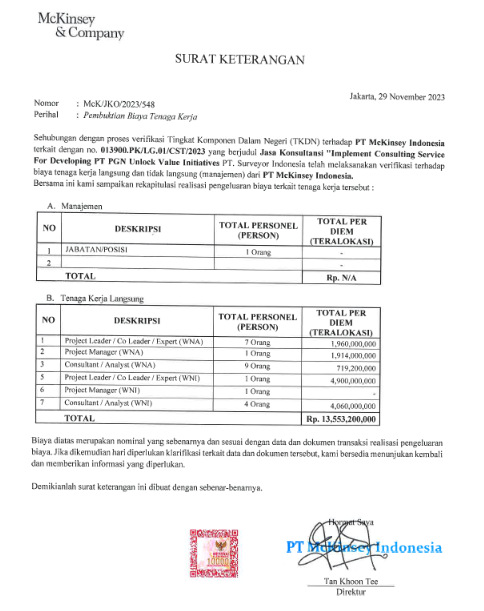 McKinsey
& Company
SURAT KETERANGAN
Jakarta, 29 November 2023
Nomor : McK/JKO/2023/548
Perihal : Pembuktian Biaya Tenaga Kerja
Sehubungan dengan proses verifikasi Tingkat Komponen Dalam Negeri (TKDN) terhadap PT McKinsey Indonesia
terkait dengan no. 013900.PK/LG.01/CST/2023 yang berjudul Jasa Konsultansi "Implement Consulting Service
For Developing PT PGN Unlock Value Initiatives PT. Surveyor Indonesia telah melaksanakan verifikasi terhadap
biaya tenaga kerja langsung dan tidak langsung (manajemen) dari PT McKinsey Indonesia.
Bersama ini kami sampaikan rekapitulasi realisasi pengeluaran biaya terkait tenaga kerja tersebut :
A. Manajemen
NO DESKRIPSI TOTAL PERSONEL (PERSON) TOTAL PER DIEM (TERALOKASI)
1 JABATAN/POSISI 1 Orang -
2 -
TOTAL Rp. N/A
B. Tenaga Kerja Langsung
NO DESKRIPSI TOTAL PERSONEL (PERSON) TOTAL PER DIEM (TERALOKASI)
1 Project Leader / Co Leader / Expert (WNA) 7 Orang 1,960,000,000
2 Project Manager (WNA) 1 Orang 1,914,000,000
3 Consultant / Analyst (WNA) 9 Orang 719,200,000
5 Project Leader / Co Leader / Expert (WNI) 1 Orang 4,900,000,000
6 Project Manager (WNI) 1 Orang -
7 Consultant / Analyst (WNI) 4 Orang 4,060,000,000
TOTAL Rp. 13,553,200,000
Biaya diatas merupakan nominal yang sebenarnya dan sesuai dengan data dan dokumen transaksi realisasi pengeluaran
biaya. Jika dikemudian hari diperlukan klarifikasi terkait data dan dokumen tersebut, kami bersedia menunjukan kembali
dan memberikan informasi yang diperlukan.
Demikianlah surat keterangan ini dibuat dengan sebenar-benarnya.
Hormat Saya
PT McKinsey Indonesia
10000
Tan Khoon Tee
Direktur